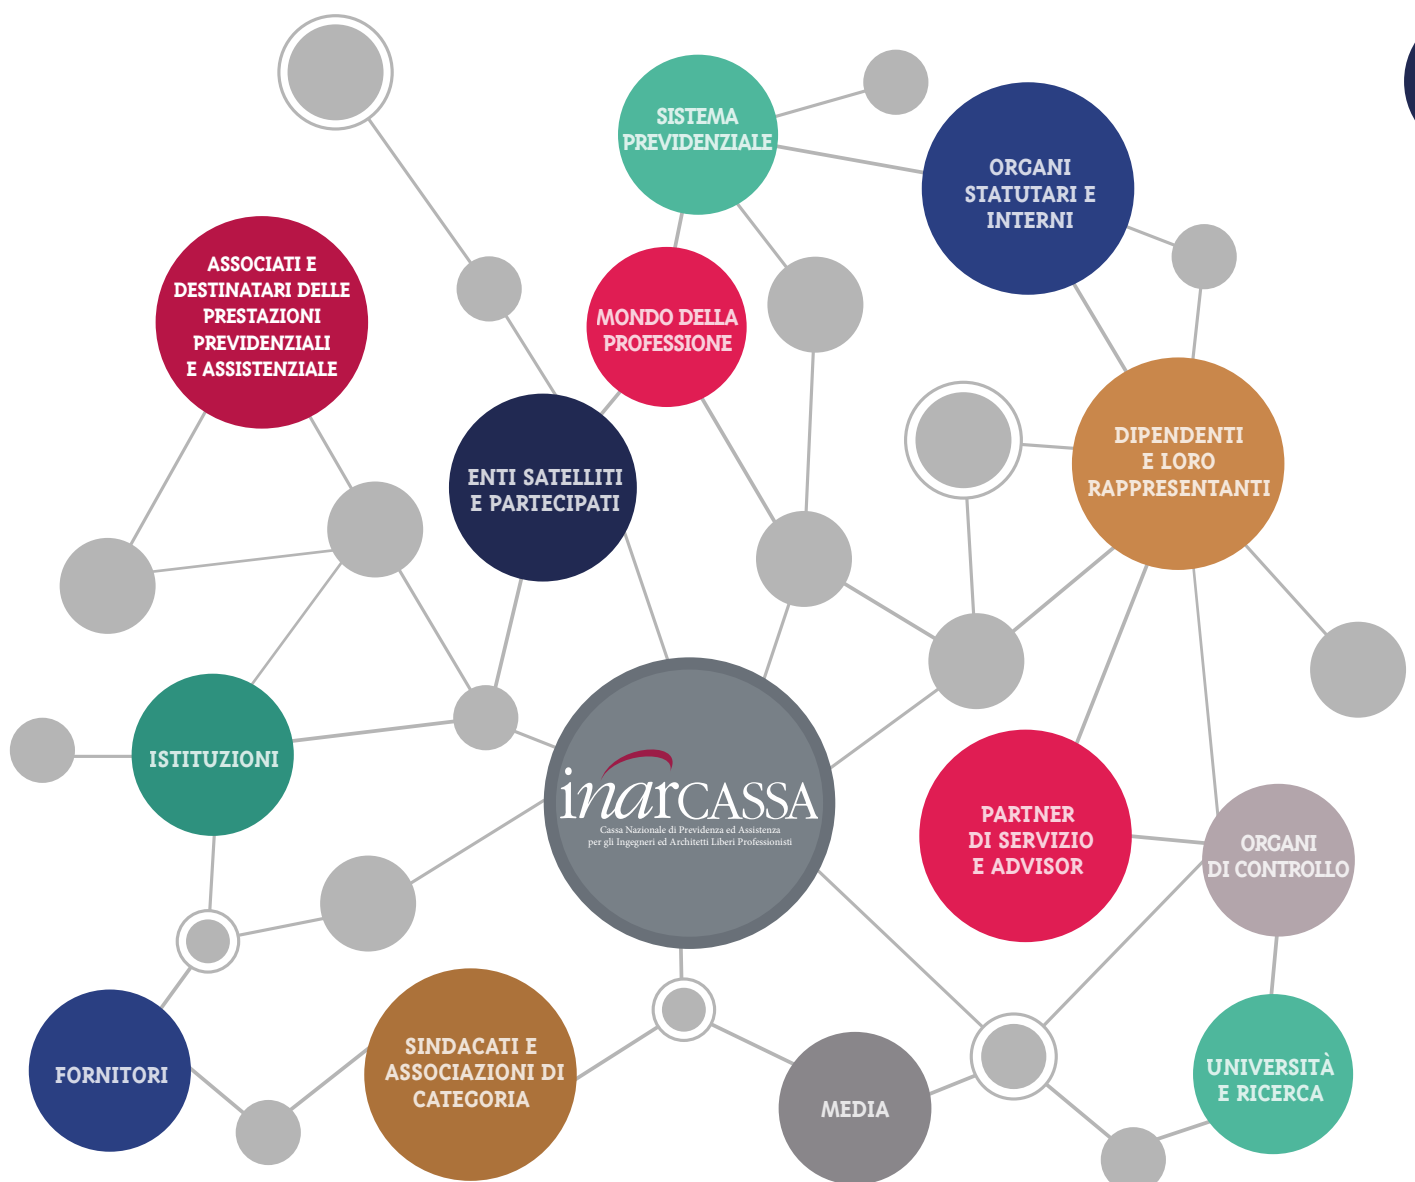 SISTEMA
PREVIDENZIALE
ORGANI
STATUTARI E
INTERNI
ASSOCIATI E
DESTINATARI DELLE
PRESTAZIONI
PREVIDENZIALI
E ASSISTENZIALE
MONDO DELLA
PROFESSIONE
ENTI SATELLITI
E PARTECIPATI
DIPENDENTI
E LORO
RAPPRESENTANTI
ISTITUZIONI
inarCASSA
Cassa Nazionale di Previdenza ed Assistenza
per gli Ingegneri ed Architetti Liberi Professionisti
PARTNER
DI SERVIZIO
E ADVISOR
ORGANI
DI CONTROLLO
FORNITORI
SINDACATI E
ASSOCIAZIONI DI
CATEGORIA
MEDIA
UNIVERSITÀ
E RICERCA